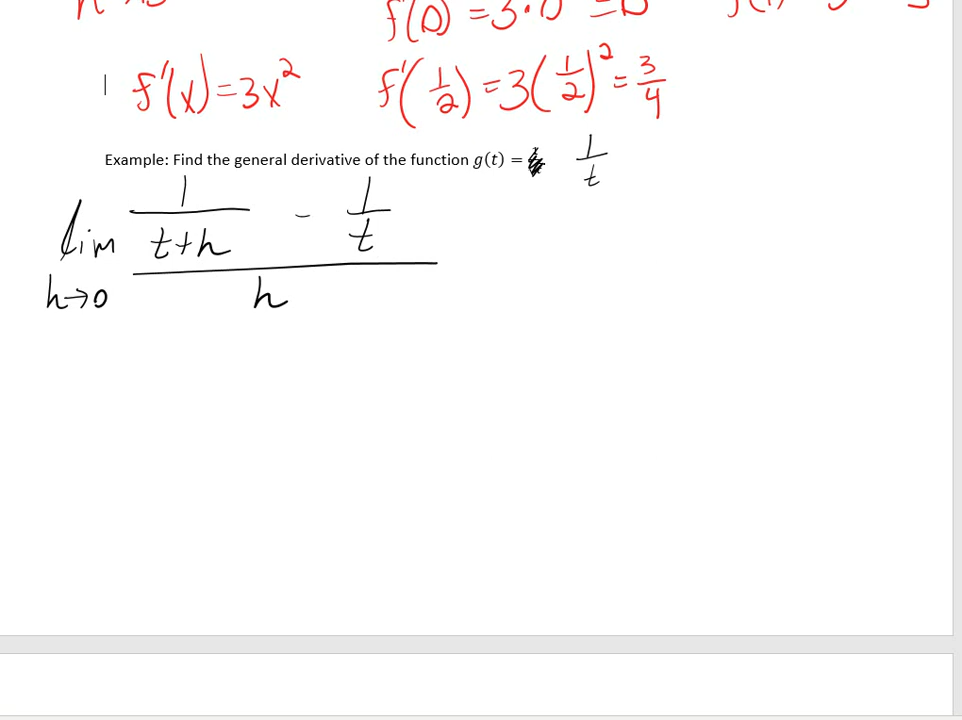 f'(0) = 3·0 = 0
f'(x) = 3x² f'(1/2) = 3(1/2)² = 3/4
Example: Find the general derivative of the function g(t) = 1/t
lim h→0 (1/(t+h) - 1/t)/h